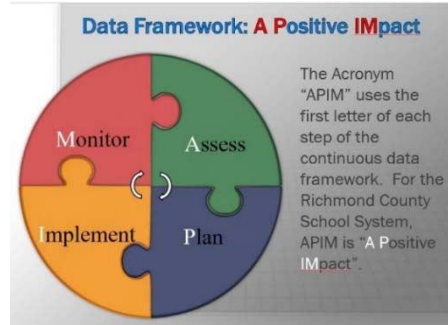 Data Framework: A Positive IMpact
Monitor
Assess
Implement
Plan
The Acronym
"APIM" uses the
first letter of each
step of the
continuous data
framework. For the
Richmond County
School System,
APIM is "A Positive
IMpact".